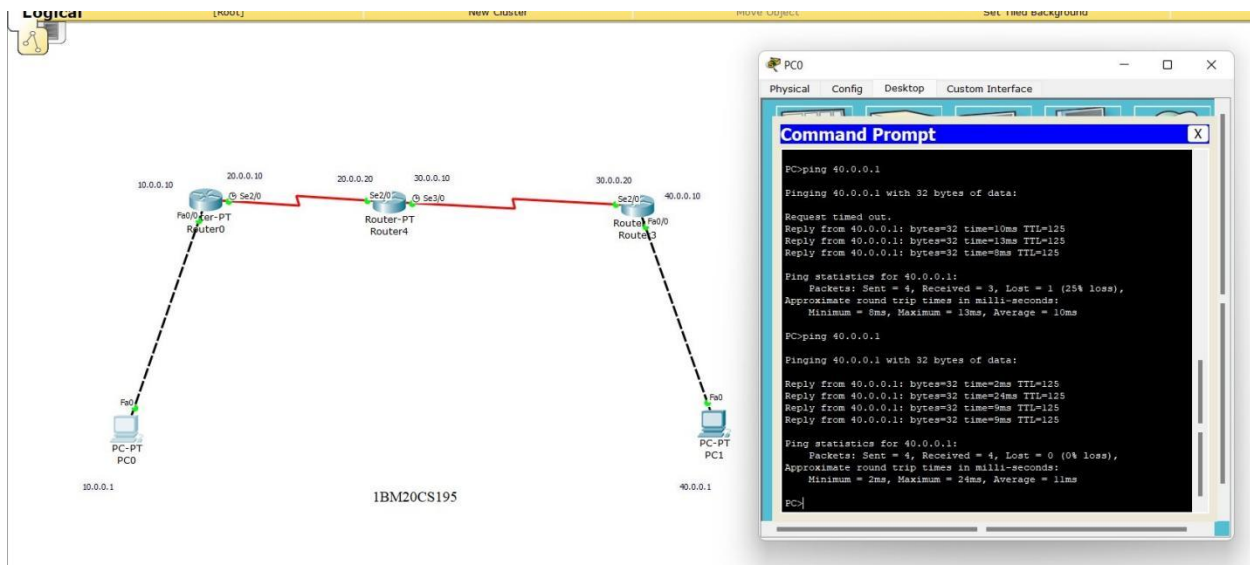 Logical [Root] New Cluster Move Object Set Tiled Background
10.0.0.10
20.0.0.10
Se2/0
Fa0/0
Router0
20.0.0.20
30.0.0.10
Se2/0
Se3/0
Router-PT
Router4
30.0.0.20
40.0.0.10
Se2/0
Fa0/0
Fa0
PC-PT
PC0
10.0.0.1
1BM20CS195
Fa0
PC-PT
PC1
40.0.0.1
PC0
Physical Config Desktop Custom Interface
Command Prompt X
PC>ping 40.0.0.1
Pinging 40.0.0.1 with 32 bytes of data:
Request timed out.
Reply from 40.0.0.1: bytes=32 time=10ms TTL=125
Reply from 40.0.0.1: bytes=32 time=13ms TTL=125
Reply from 40.0.0.1: bytes=32 time=8ms TTL=125
Ping statistics for 40.0.0.1:
Packets: Sent = 4, Received = 3, Lost = 1 (25% loss),
Approximate round trip times in milli-seconds:
Minimum = 8ms, Maximum = 13ms, Average = 10ms
PC>ping 40.0.0.1
Pinging 40.0.0.1 with 32 bytes of data:
Reply from 40.0.0.1: bytes=32 time=2ms TTL=125
Reply from 40.0.0.1: bytes=32 time=24ms TTL=125
Reply from 40.0.0.1: bytes=32 time=9ms TTL=125
Reply from 40.0.0.1: bytes=32 time=9ms TTL=125
Ping statistics for 40.0.0.1:
Packets: Sent = 4, Received = 4, Lost = 0 (0% loss),
Approximate round trip times in milli-seconds:
Minimum = 2ms, Maximum = 24ms, Average = 11ms
PC>